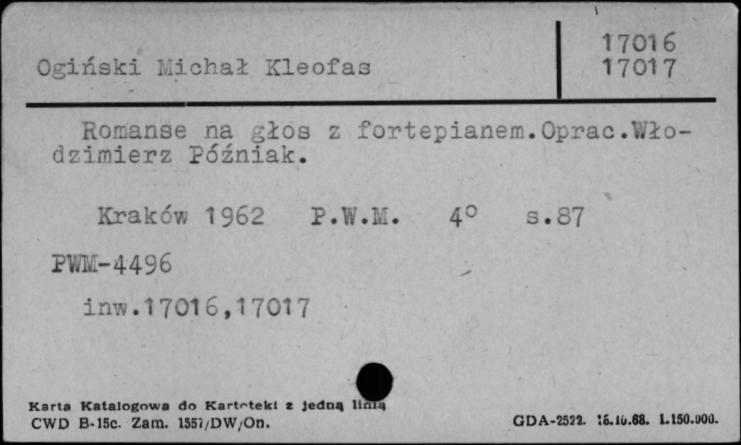 17016
Ogiński Michał Kleofas 17017
Romanse na głos z fortepianem.Oprac.Wło-
dzimierz Późniak.
Kraków 1962 P.W.M. 4° s.87
PWM-4496
inw.17016,17017
Karta Katalogowa do Kartoteki z jedną linią
CWD B-15c. Zam. 1557/DW/On. GDA-2522. 16.10.68. 1.150.000.